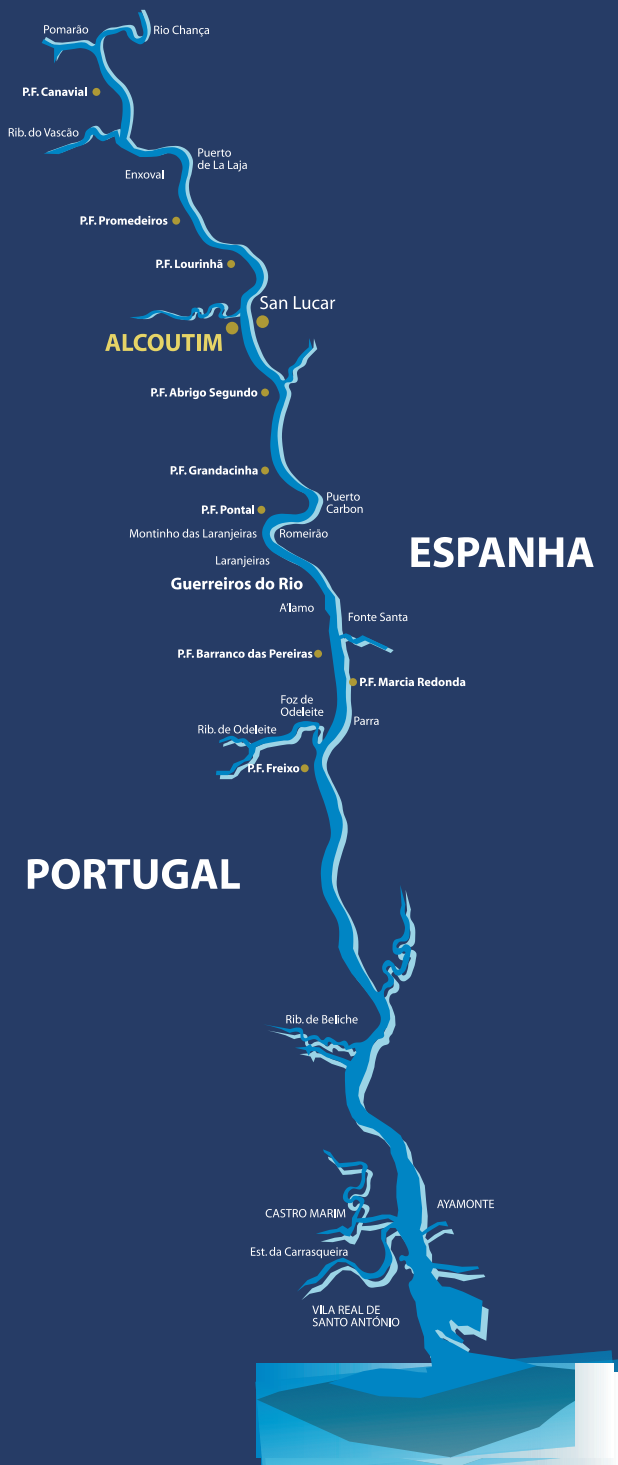 Pomarão
Rio Chança
P.F. Canavial
Rib. do Vascão
Puerto
de La Laja
Enxoval
P.F. Promedeiros
P.F. Lourinhã
San Lucar
ALCOUTIM
P.F. Abrigo Segundo
P.F. Grandacinha
Puerto
Carbon
P.F. Pontal
Montinho das Laranjeiras
Romeirão
ESPANHA
Laranjeiras
Guerreiros do Rio
A'lamo
Fonte Santa
P.F. Barranco das Pereiras
P.F. Marcia Redonda
Foz de
Odeleite
Parra
Rib. de Odeleite
P.F. Freixo
PORTUGAL
Rib. de Beliche
AYAMONTE
CASTRO MARIM
Est. da Carrasqueira
VILA REAL DE
SANTO ANTÓNIO